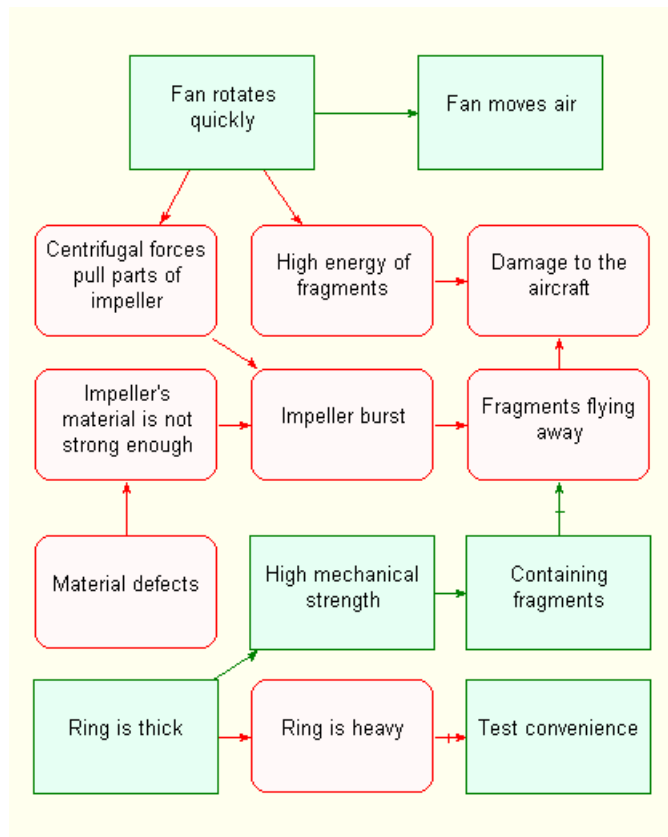 Fan rotates
quickly
Fan moves air
Centrifugal forces
pull parts of
impeller
High energy of
fragments
Damage to the
aircraft
Impeller's
material is not
strong enough
Impeller burst
Fragments flying
away
Material defects
High mechanical
strength
Containing
fragments
Ring is thick
Ring is heavy
Test convenience